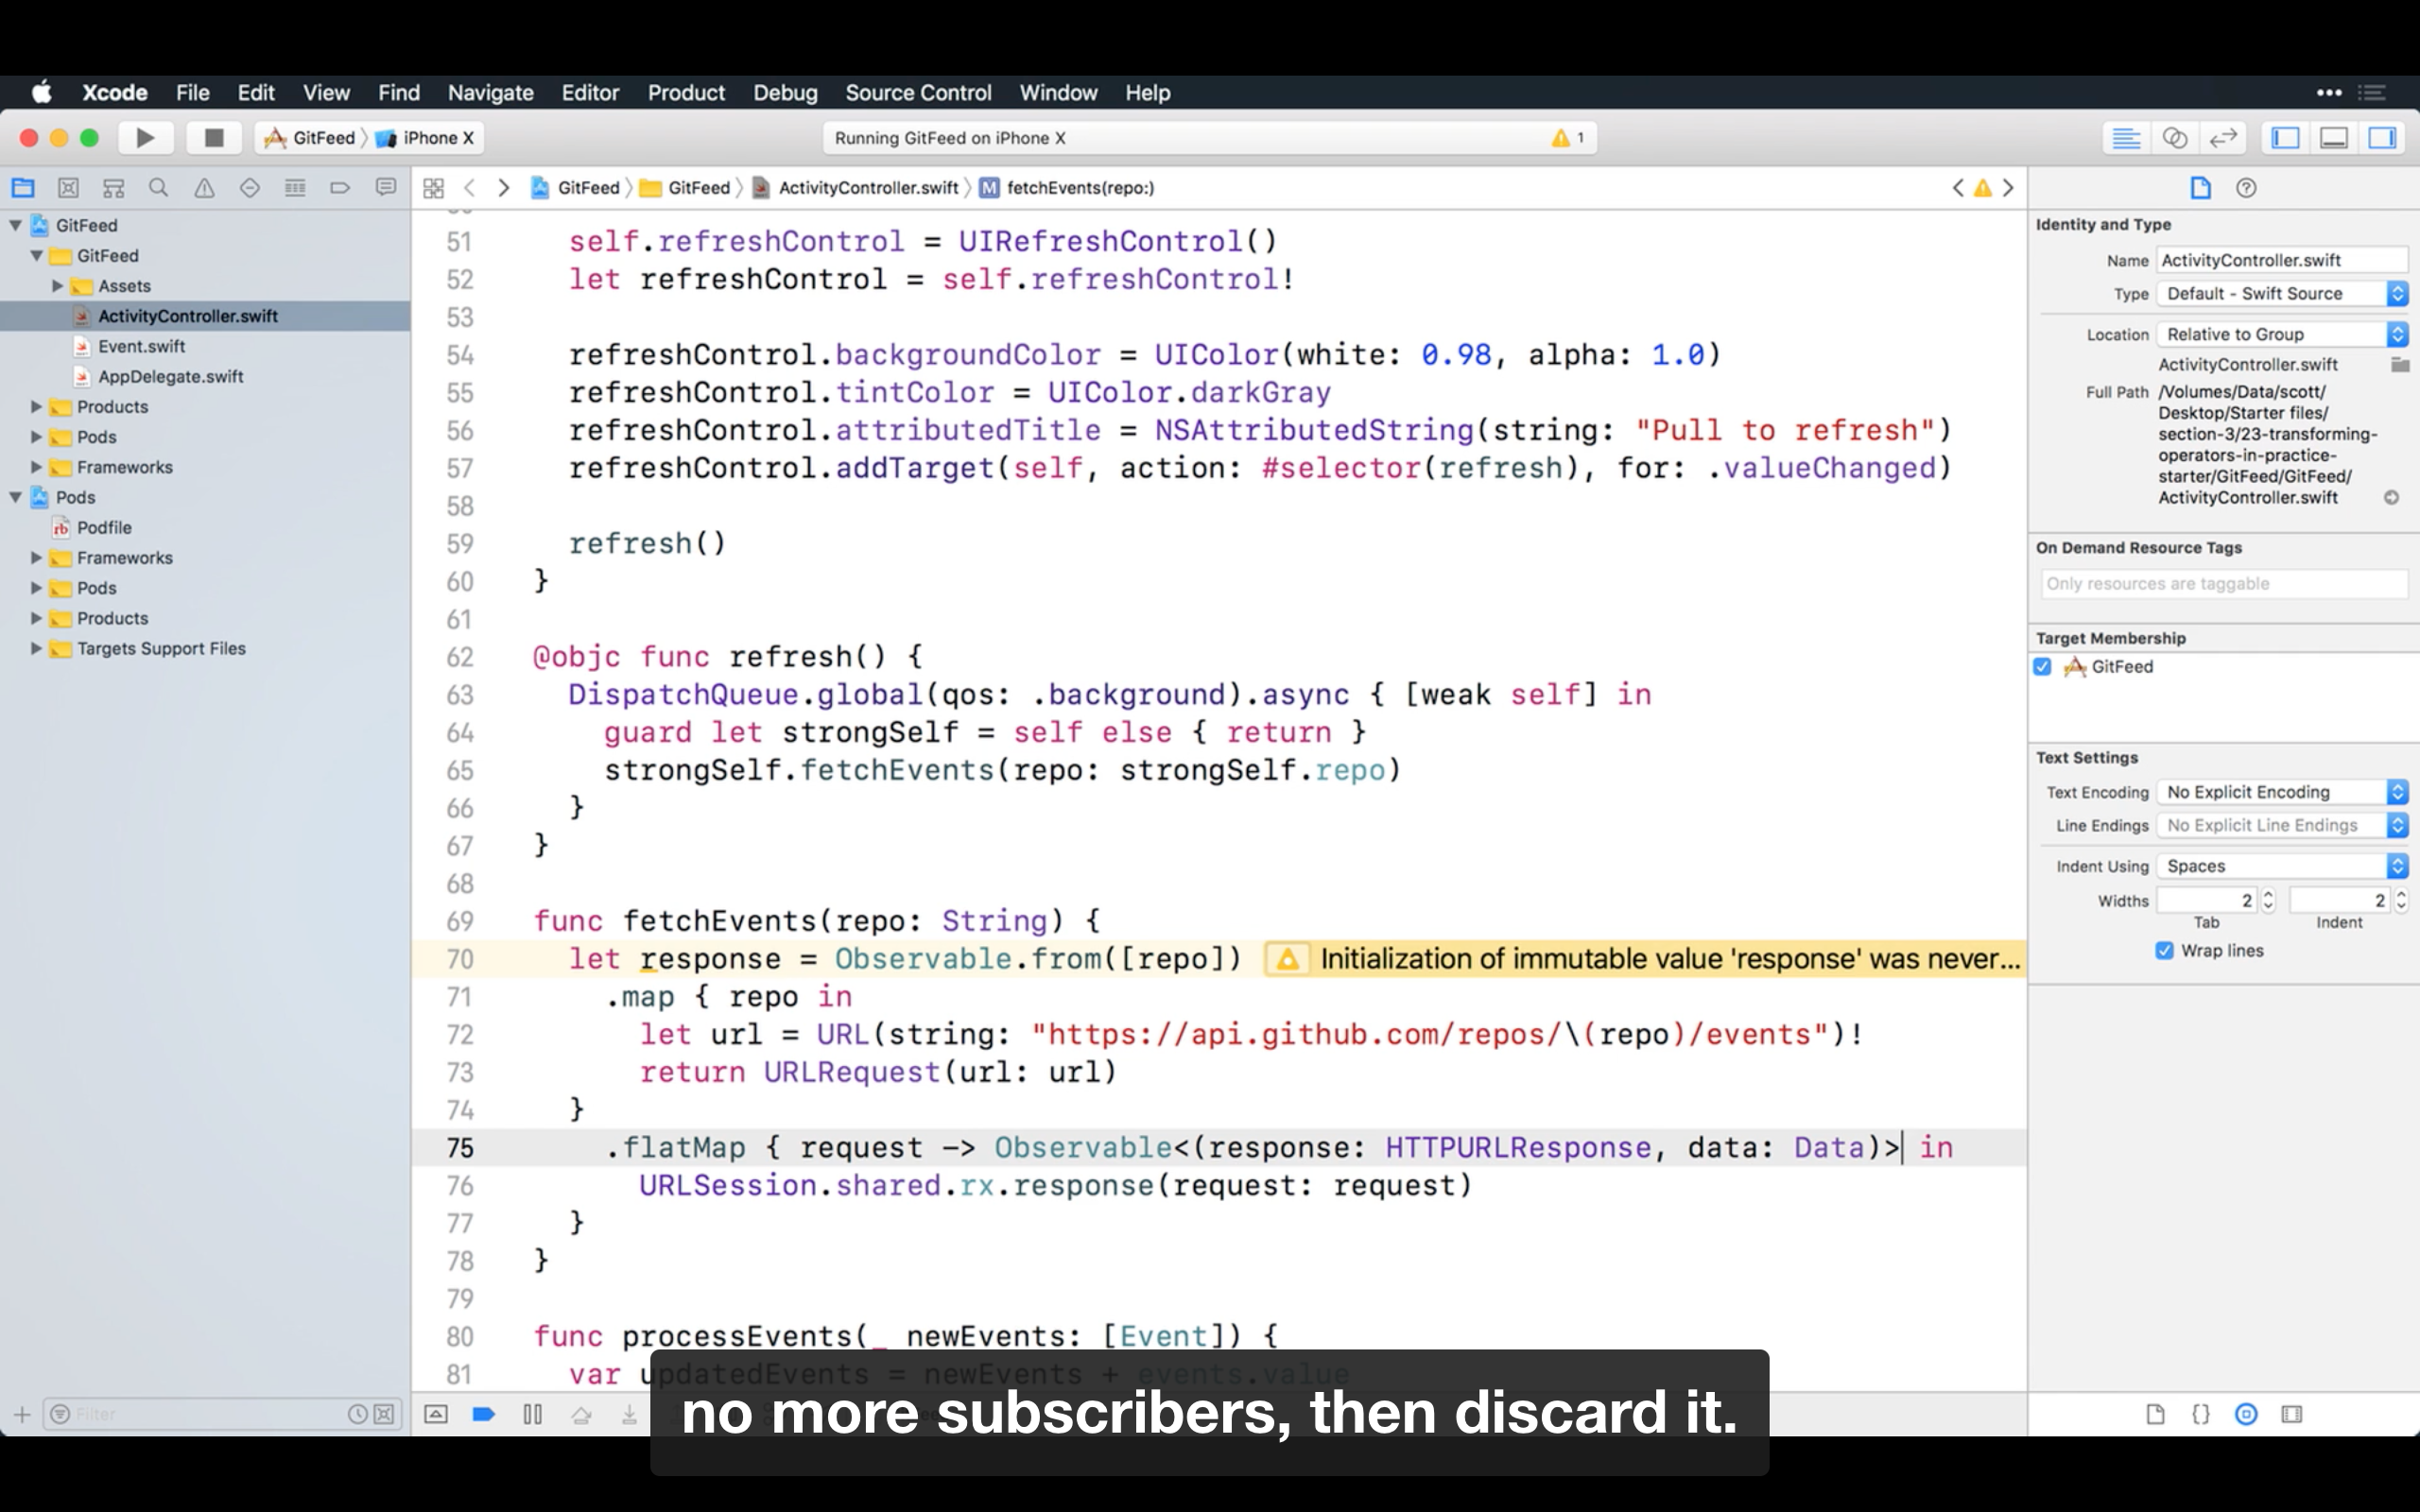 Xcode File Edit View Find Navigate Editor Product Debug Source Control Window Help
GitFeed iPhone X
Running GitFeed on iPhone X
1
GitFeed
GitFeed
Assets
ActivityController.swift
Event.swift
AppDelegate.swift
Products
Pods
Frameworks
Pods
Podfile
Frameworks
Pods
Products
Targets Support Files
Filter
GitFeed GitFeed ActivityController.swift M fetchEvents(repo:)
51 self.refreshControl = UIRefreshControl()
52 let refreshControl = self.refreshControl!
53
54 refreshControl.backgroundColor = UIColor(white: 0.98, alpha: 1.0)
55 refreshControl.tintColor = UIColor.darkGray
56 refreshControl.attributedTitle = NSAttributedString(string: "Pull to refresh")
57 refreshControl.addTarget(self, action: #selector(refresh), for: .valueChanged)
58
59 refresh()
60 }
61
62 @objc func refresh() {
63 DispatchQueue.global(qos: .background).async { [weak self] in
64 guard let strongSelf = self else { return }
65 strongSelf.fetchEvents(repo: strongSelf.repo)
66 }
67 }
68
69 func fetchEvents(repo: String) {
70 let response = Observable.from([repo]) Initialization of immutable value 'response' was never...
71 .map { repo in
72 let url = URL(string: "https://api.github.com/repos/\(repo)/events")!
73 return URLRequest(url: url)
74 }
75 .flatMap { request -> Observable<(response: HTTPURLResponse, data: Data)> in
76 URLSession.shared.rx.response(request: request)
77 }
78 }
79
80 func processEvents(_ newEvents: [Event]) {
81 var updatedEvents = newEvents + events.value
no more subscribers, then discard it.
Identity and Type
Name ActivityController.swift
Type Default - Swift Source
Location Relative to Group
ActivityController.swift
Full Path /Volumes/Data/scott/
Desktop/Starter files/
section-3/23-transforming-
operators-in-practice-
starter/GitFeed/GitFeed/
ActivityController.swift
On Demand Resource Tags
Only resources are taggable
Target Membership
GitFeed
Text Settings
Text Encoding No Explicit Encoding
Line Endings No Explicit Line Endings
Indent Using Spaces
Widths 2 2
Tab Indent
Wrap lines